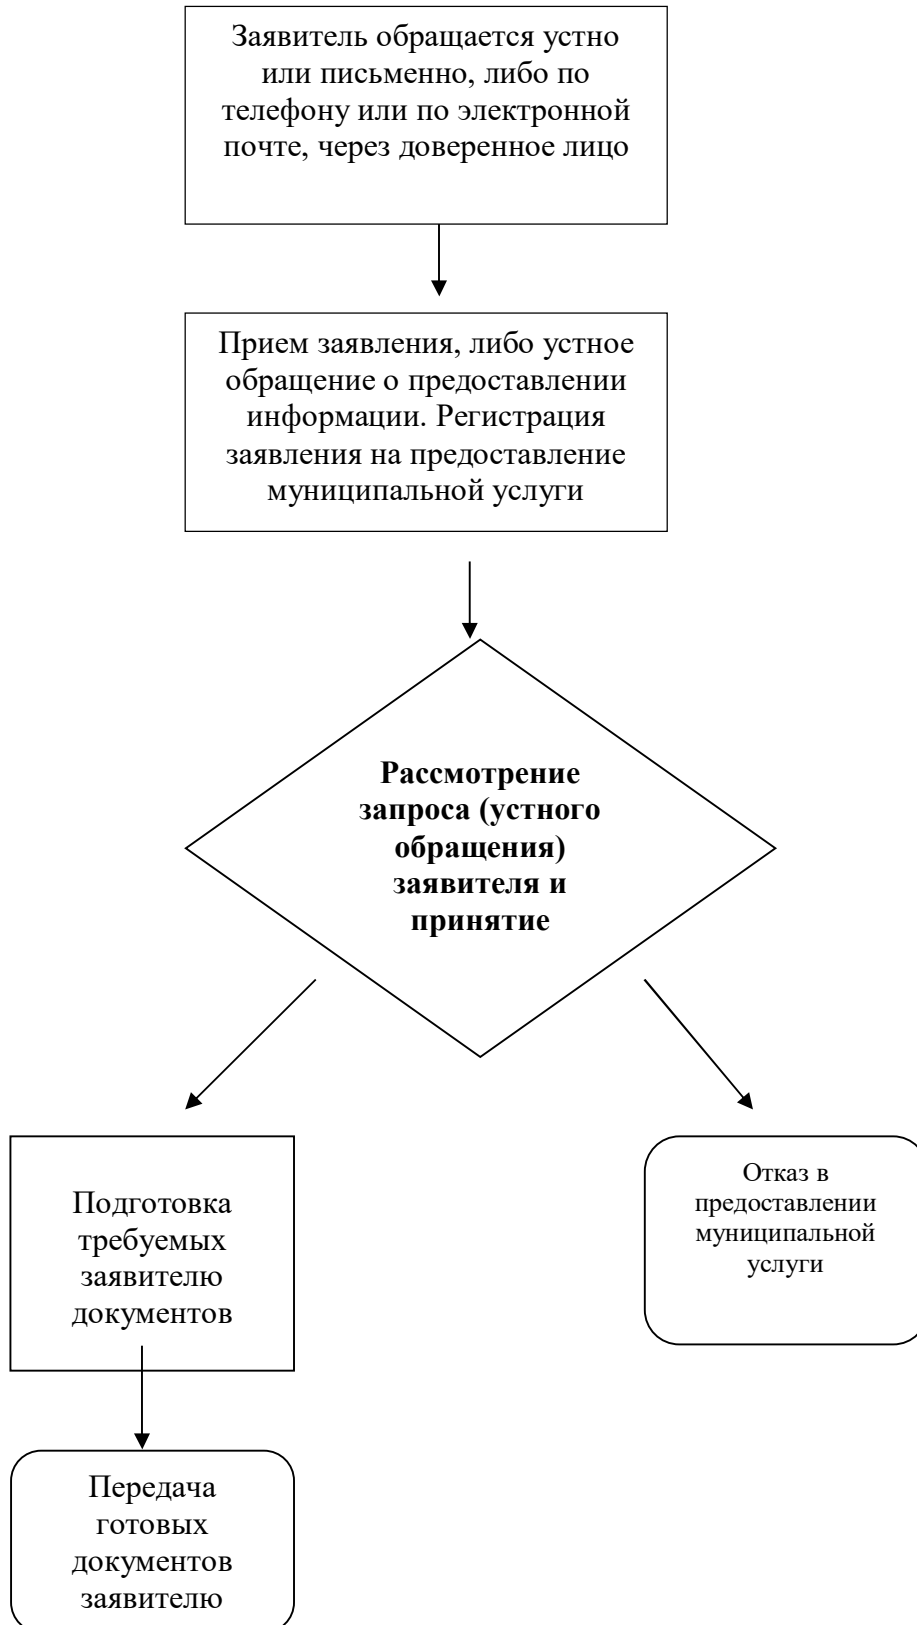 Заявитель обращается устно
или письменно, либо по
телефону или по электронной
почте, через доверенное лицо
Прием заявления, либо устное
обращение о предоставлении
информации. Регистрация
заявления на предоставление
муниципальной услуги
Рассмотрение
запроса (устного
обращения)
заявителя и
принятие
Подготовка
требуемых
заявителю
документов
Отказ в
предоставлении
муниципальной
услуги
Передача
готовых
документов
заявителю